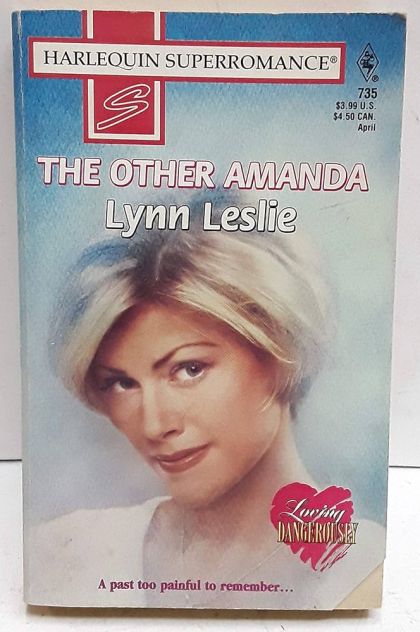 HARLEQUIN SUPERROMANCE®
S
®
735
$3.99 U.S.
$4.50 CAN.
April
THE OTHER AMANDA
Lynn Leslie
Loving
DANGEROUSLY
A past too painful to remember...